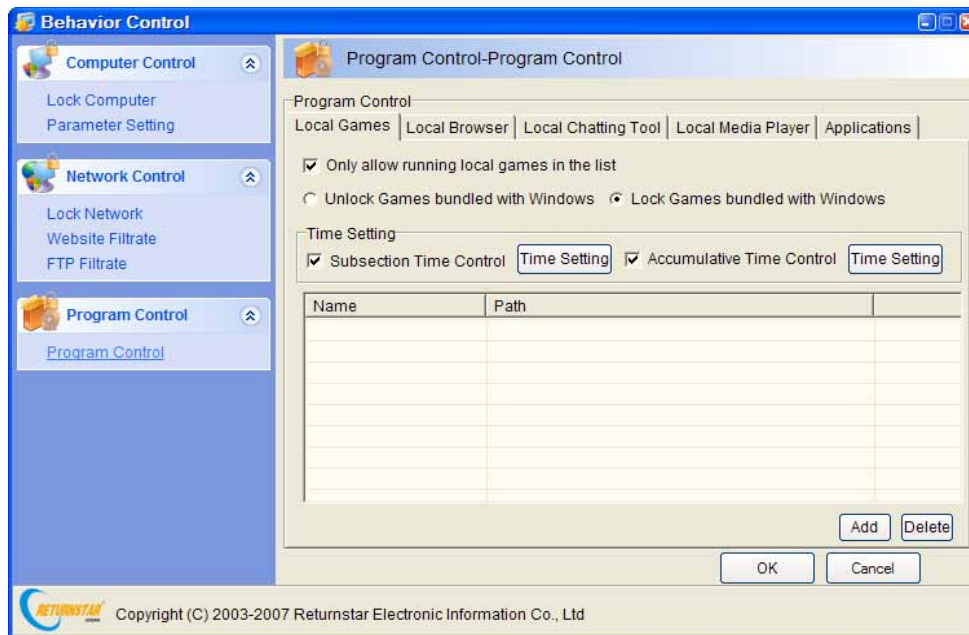 Behavior Control
Computer Control
Lock Computer
Parameter Setting
Network Control
Lock Network
Website Filtrate
FTP Filtrate
Program Control
Program Control
Program Control-Program Control
Program Control
Local Games Local Browser Local Chatting Tool Local Media Player Applications
Only allow running local games in the list
Unlock Games bundled with Windows Lock Games bundled with Windows
Time Setting
Subsection Time Control Time Setting Accumulative Time Control Time Setting
Name Path
Add Delete
OK Cancel
RETURNSTAR Copyright (C) 2003-2007 Returnstar Electronic Information Co., Ltd